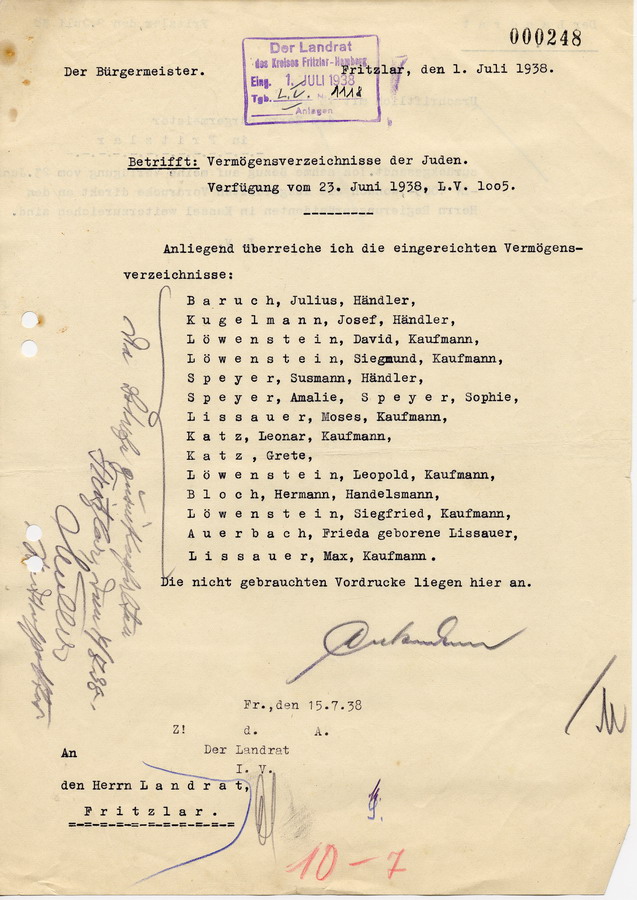 000248
Der Landrat
des Kreises Fritzlar-Homberg
Eing. 1. JULI 1938
Tgb. L.V. No 1118
Anlagen
Der Bürgermeister. Fritzlar, den 1. Juli 1938.
Betrifft: Vermögensverzeichnisse der Juden.
Verfügung vom 23. Juni 1938, L.V. 1oo5.
----------
Anliegend überreiche ich die eingereichten Vermögens-
verzeichnisse:
B a r u c h, Julius, Händler,
K u g e l m a n n, Josef, Händler,
L ö w e n s t e i n, David, Kaufmann,
L ö w e n s t e i n, Siegmund, Kaufmann,
S p e y e r, Susmann, Händler,
S p e y e r, Amalie, S p e y e r, Sophie,
L i s s a u e r, Moses, Kaufmann,
K a t z, Leonar, Kaufmann,
K a t z , Grete,
L ö w e n s t e i n, Leopold, Kaufmann,
B l o c h, Hermann, Handelsmann,
L ö w e n s t e i n, Siegfried, Kaufmann,
A u e r b a c h, Frieda geborene Lissauer,
L i s s a u e r, Max, Kaufmann.
Die nicht gebrauchten Vordrucke liegen hier an.
Fr.,den 15.7.38
Z! d. A.
An Der Landrat
I. V.
den Herrn L a n d r a t,
F r i t z l a r.
=-=-=-=-=-=-=-=-=-=
10-7